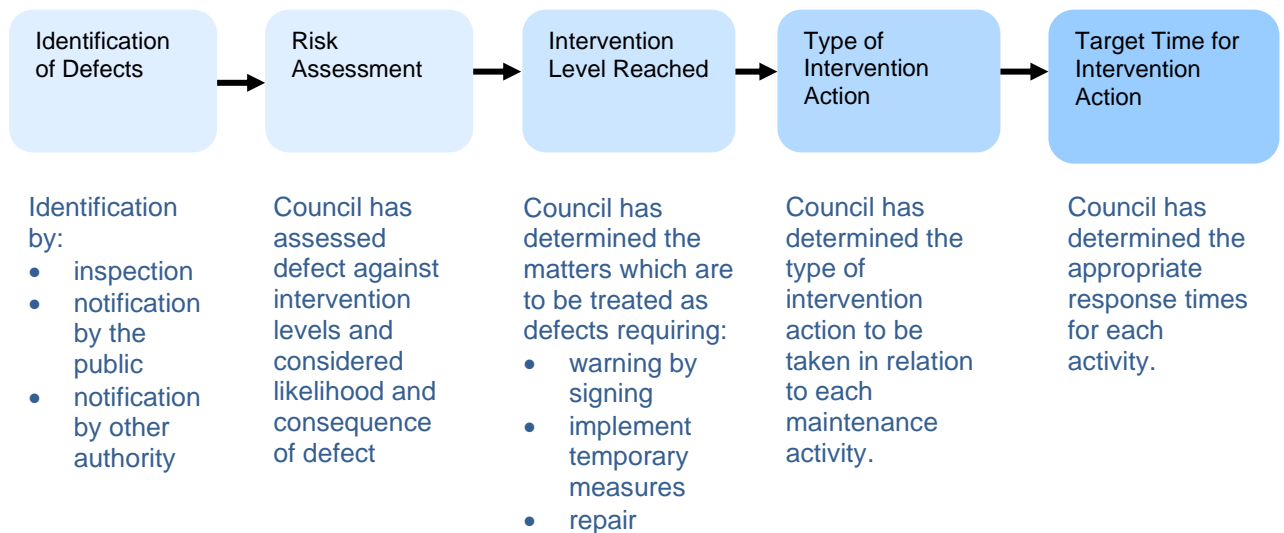 Identification
of Defects
Risk
Assessment
Intervention
Level Reached
Type of
Intervention
Action
Target Time for
Intervention
Action
Identification
by:
• inspection
• notification
by the
public
• notification
by other
authority
Council has
assessed
defect against
intervention
levels and
considered
likelihood and
consequence
of defect
Council has
determined the
matters which are
to be treated as
defects requiring:
• warning by
signing
• implement
temporary
measures
• repair
Council has
determined the
type of
intervention
action to be
taken in relation
to each
maintenance
activity.
Council has
determined the
appropriate
response times
for each
activity.